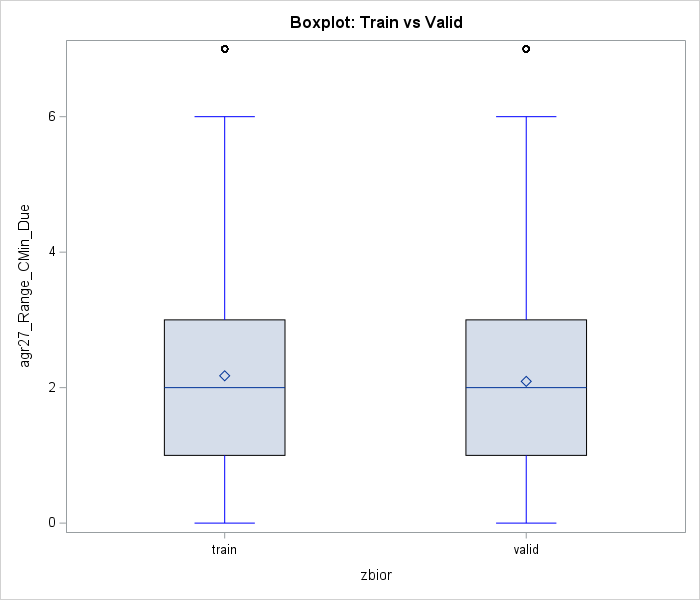 Boxplot: Train vs Valid
agr27_Range_CMin_Due
6
4
2
0
train valid
zbior